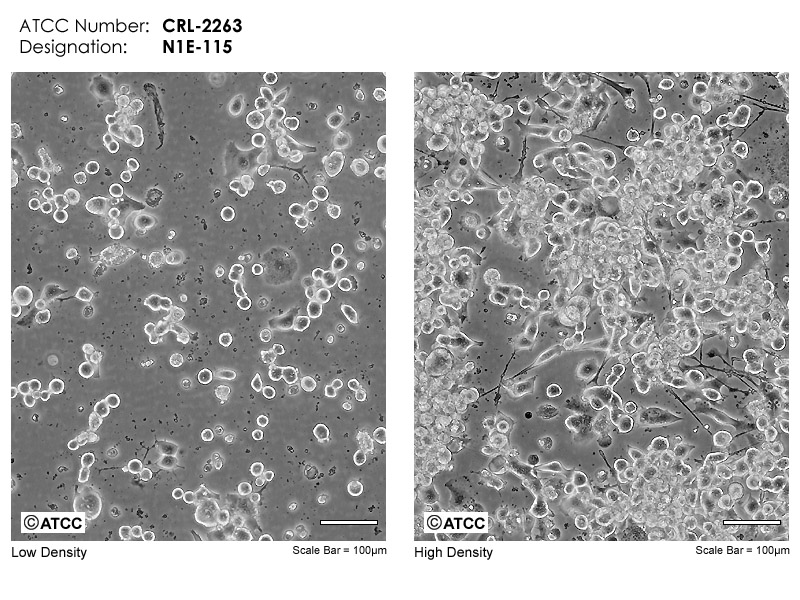 ATCC Number: CRL-2263
Designation: N1E-115
©ATCC
©ATCC
Low Density
Scale Bar = 100µm
High Density
Scale Bar = 100µm